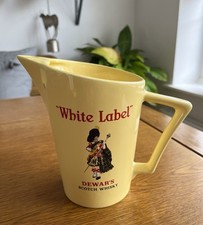 "White Label"
DEWAR'S
SCOTCH WHISKY